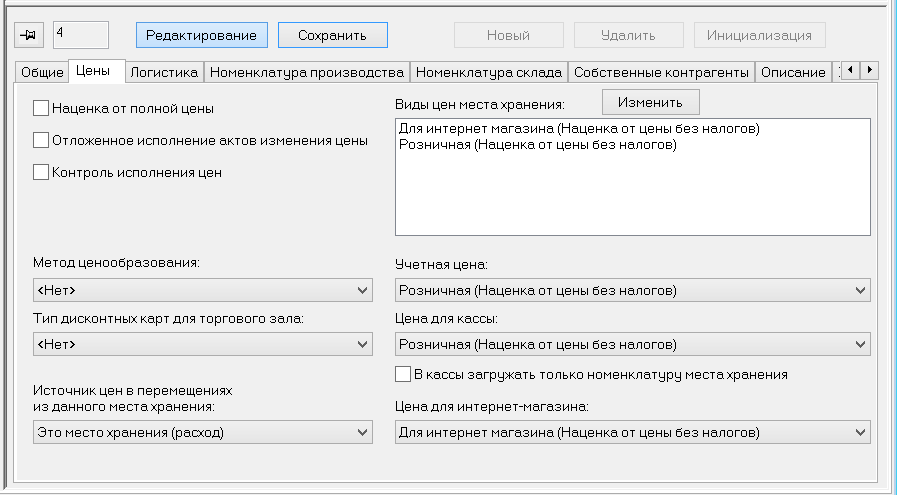 4 Редактирование Сохранить Новый Удалить Инициализация
Общие Цены Логистика Номенклатура производства Номенклатура склада Собственные контрагенты Описание
Наценка от полной цены
Отложенное исполнение актов изменения цены
Контроль исполнения цен
Виды цен места хранения: Изменить
Для интернет магазина (Наценка от цены без налогов)
Розничная (Наценка от цены без налогов)
Метод ценообразования:
<Нет>
Тип дисконтных карт для торгового зала:
<Нет>
Источник цен в перемещениях
из данного места хранения:
Это место хранения (расход)
Учетная цена:
Розничная (Наценка от цены без налогов)
Цена для кассы:
Розничная (Наценка от цены без налогов)
В кассы загружать только номенклатуру места хранения
Цена для интернет-магазина:
Для интернет магазина (Наценка от цены без налогов)